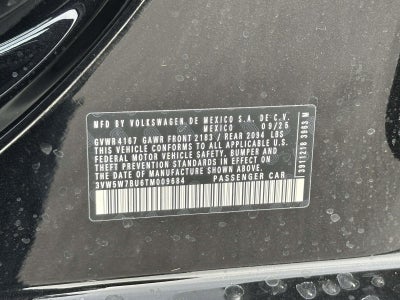 MFD BY VOLKSWAGEN DE MEXICO S.A. DE C.V.
MEXICO 09/25
GVWR 4167 GAWR FRONT 2183 / REAR 2094 LBS
THIS VEHICLE CONFORMS TO ALL APPLICABLE U.S.
FEDERAL MOTOR VEHICLE SAFETY, BUMPER, AND
THEFT PREVENTION STANDARDS IN EFFECT ON THE
DATE OF MANUFACTURE SHOWN ABOVE.
3VW5W7BU6TM009684 PASSENGER CAR